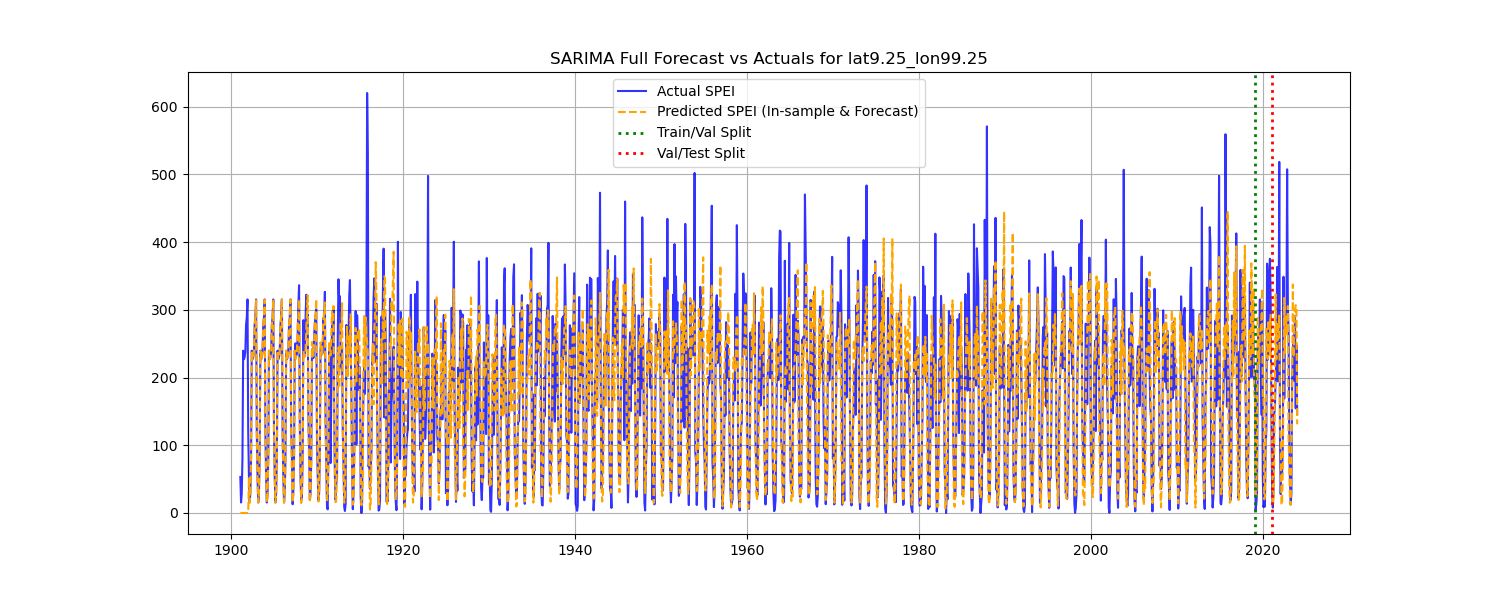 SARIMA Full Forecast vs Actuals for lat9.25_lon99.25
Actual SPEI
Predicted SPEI (In-sample & Forecast)
Train/Val Split
Val/Test Split
600
500
400
300
200
100
0
1900 1920 1940 1960 1980 2000 2020